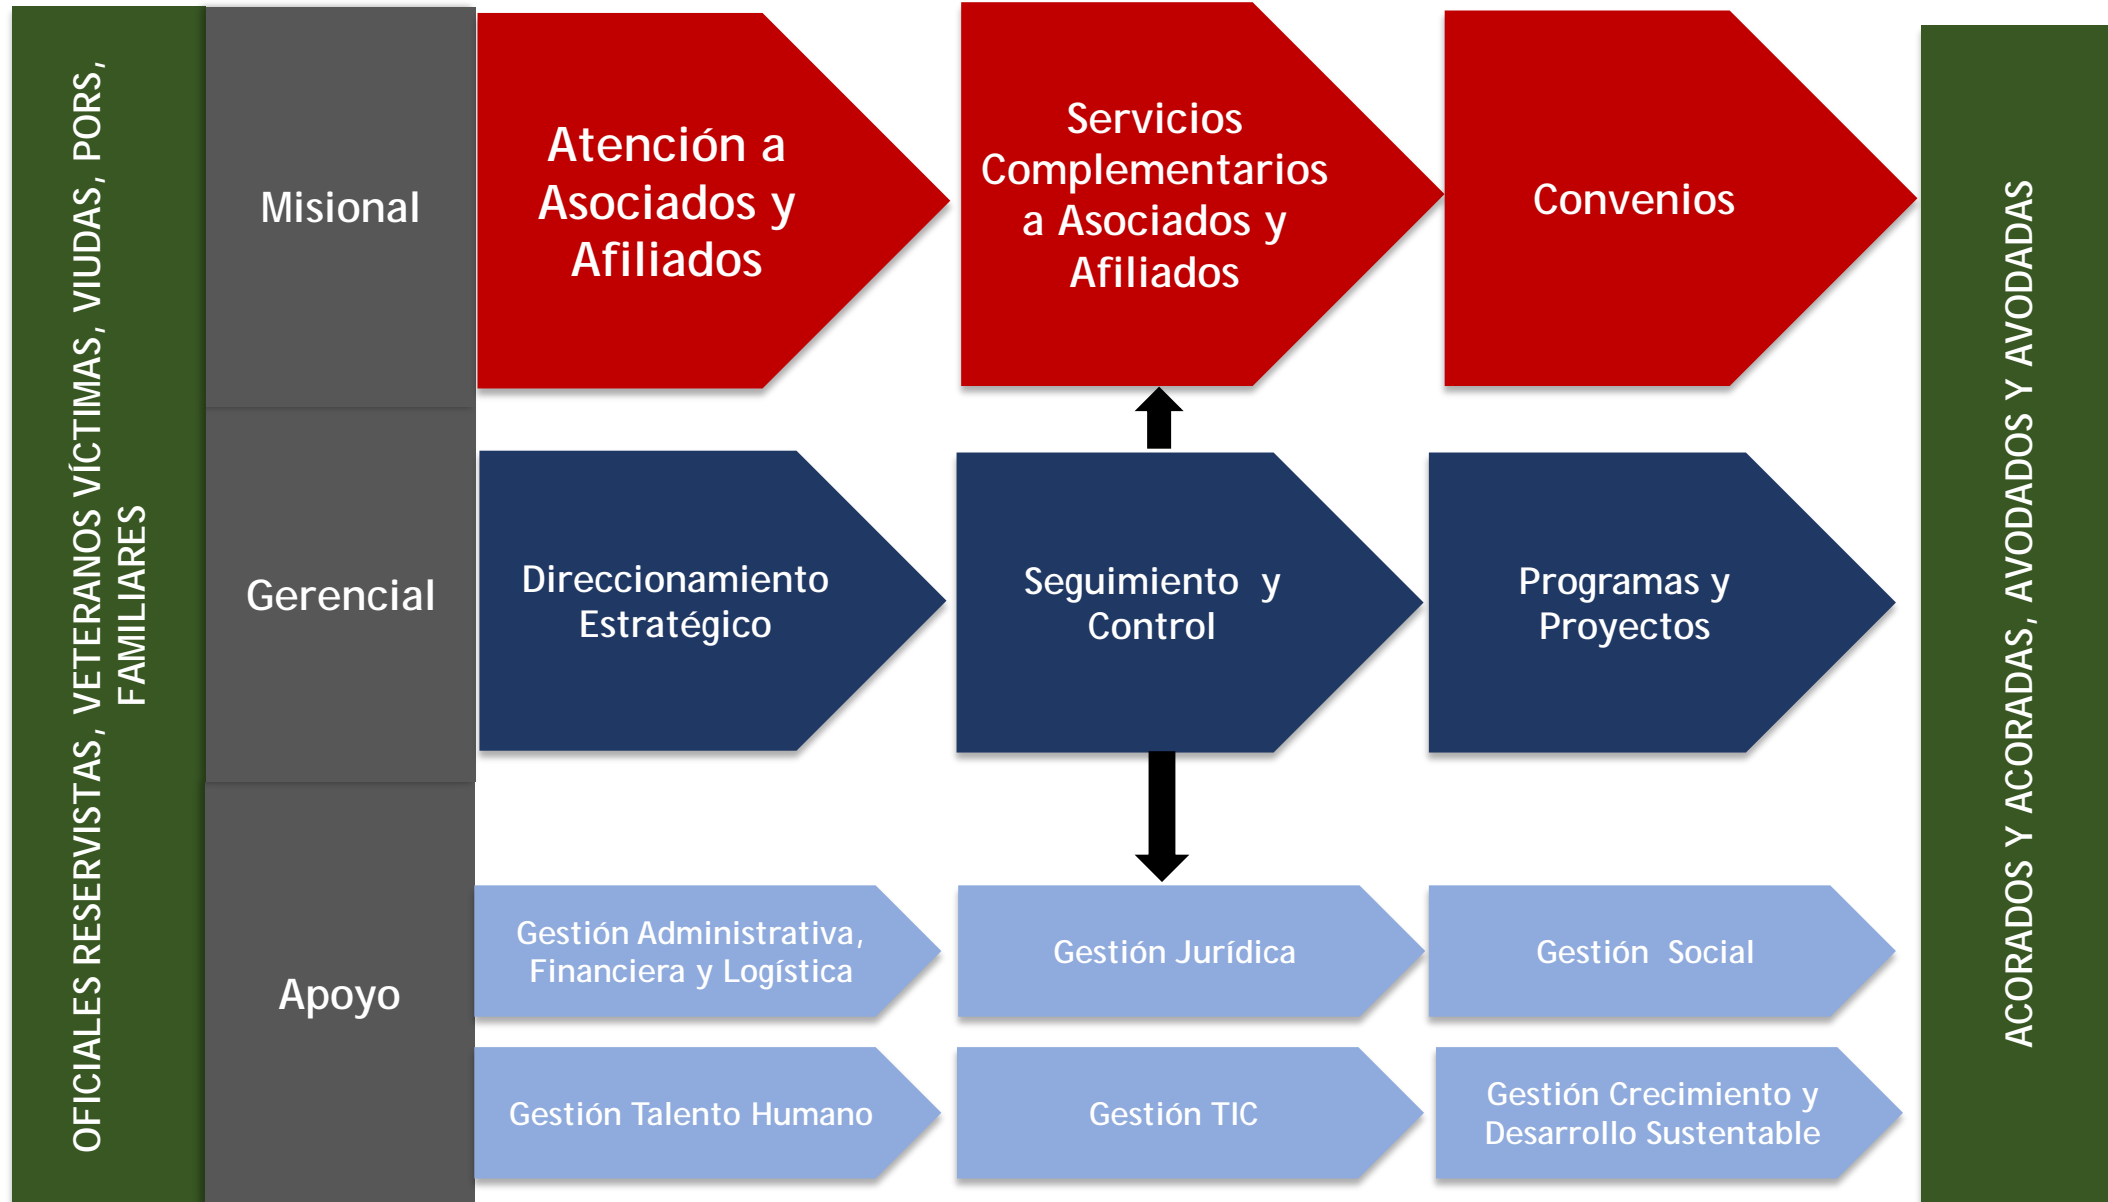 OFICIALES RESERVISTAS, VETERANOS VÍCTIMAS, VIUDAS, PORS,
FAMILIARES
Misional
Atención a
Asociados y
Afiliados
Servicios
Complementarios
a Asociados y
Afiliados
Convenios
Gerencial
Direccionamiento
Estratégico
Seguimiento y
Control
Programas y
Proyectos
Apoyo
Gestión Administrativa,
Financiera y Logística
Gestión Jurídica
Gestión Social
Gestión Talento Humano
Gestión TIC
Gestión Crecimiento y
Desarrollo Sustentable
ACORADOS Y ACORADAS, AVODADOS Y AVODADAS